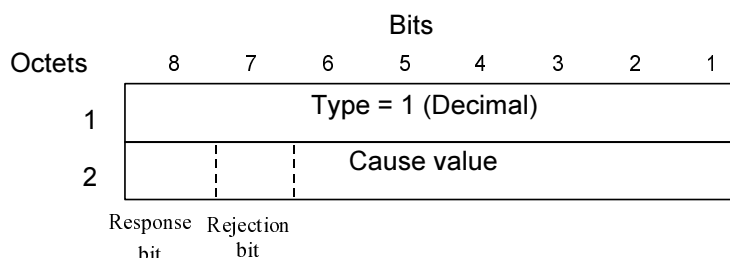 Bits
Octets 8 7 6 5 4 3 2 1
1 Type = 1 (Decimal)
2 Cause value
Response Rejection
bit bit